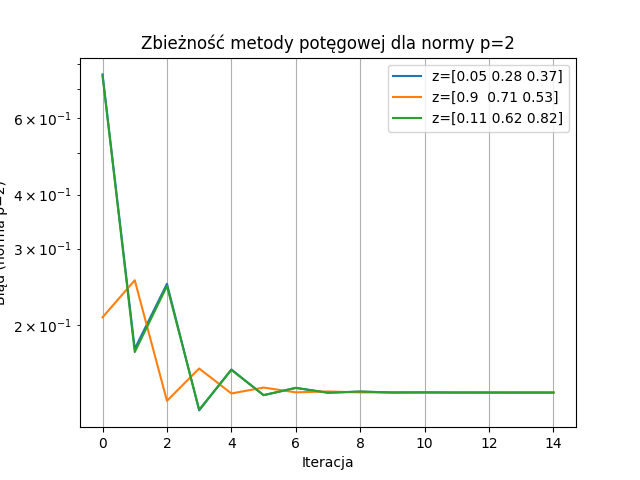 Zbieżność metody potęgowej dla normy p=2
z=[0.05 0.28 0.37]
z=[0.9  0.71 0.53]
z=[0.11 0.62 0.82]
6 × 10⁻¹
4 × 10⁻¹
3 × 10⁻¹
2 × 10⁻¹
(norma p=2)
0 2 4 6 8 10 12 14
Iteracja